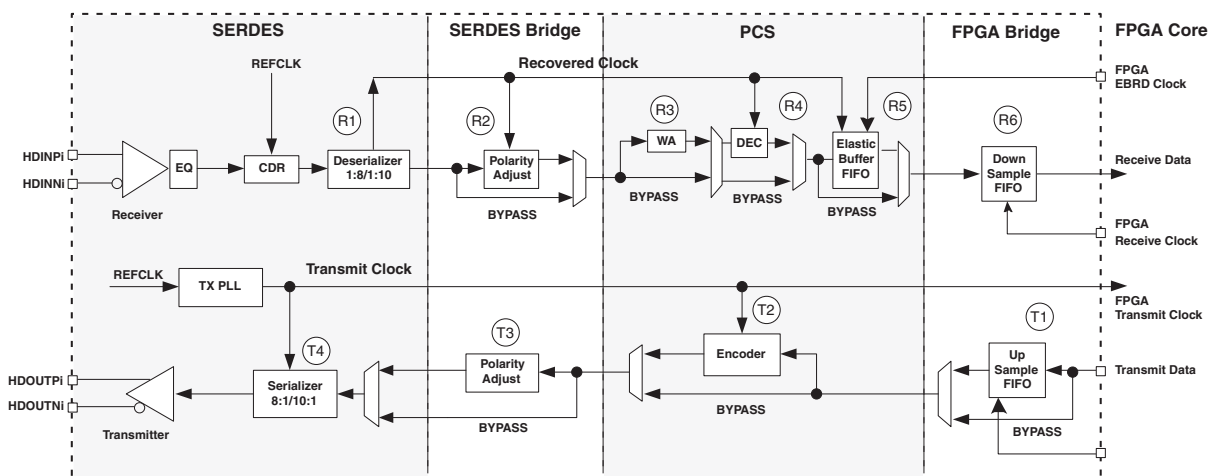 SERDES
SERDES Bridge
PCS
FPGA Bridge
FPGA Core
REFCLK
Recovered Clock
FPGA
EBRD Clock
R1
R2
R3
R4
R5
R6
HDINPi
HDINNi
EQ
CDR
Deserializer
1:8/1:10
Polarity
Adjust
WA
DEC
Elastic
Buffer
FIFO
Down
Sample
FIFO
Receive Data
Receiver
BYPASS
BYPASS
BYPASS
BYPASS
FPGA
Receive Clock
REFCLK
TX PLL
Transmit Clock
FPGA
Transmit Clock
T4
T3
T2
T1
HDOUTPi
HDOUTNi
Transmitter
Serializer
8:1/10:1
Polarity
Adjust
Encoder
Up
Sample
FIFO
Transmit Data
BYPASS
BYPASS
BYPASS